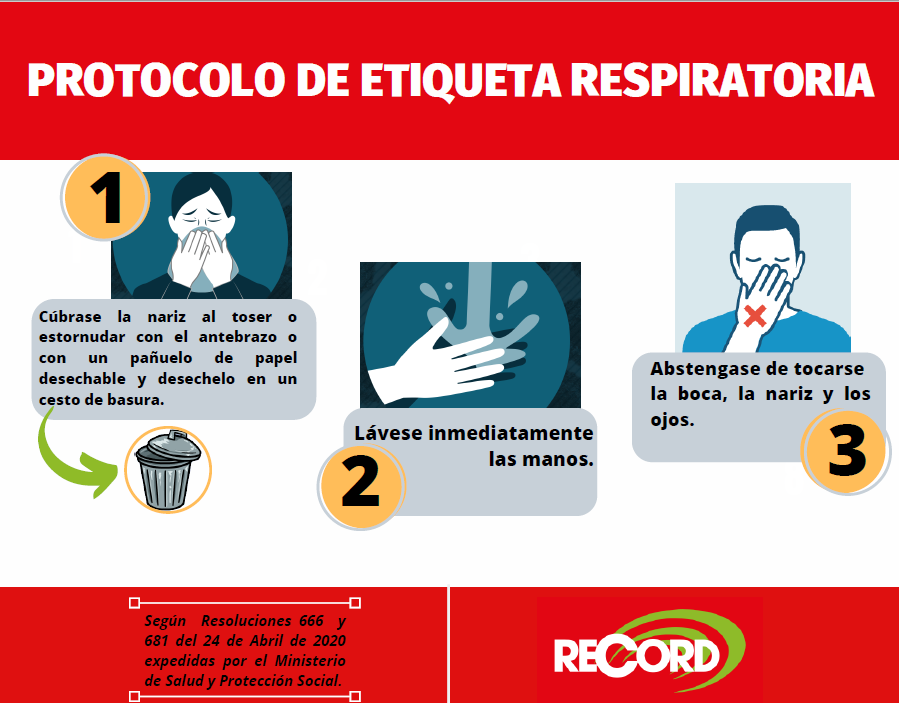 PROTOCOLO DE ETIQUETA RESPIRATORIA
1
Cúbrase la nariz al toser o
estornudar con el antebrazo o
con un pañuelo de papel
desechable y desechelo en un
cesto de basura.
Lávese inmediatamente
las manos.
2
Abstengase de tocarse
la boca, la nariz y los
ojos.
3
Según Resoluciones 666 y
681 del 24 de Abril de 2020
expedidas por el Ministerio
de Salud y Protección Social.
RECORD